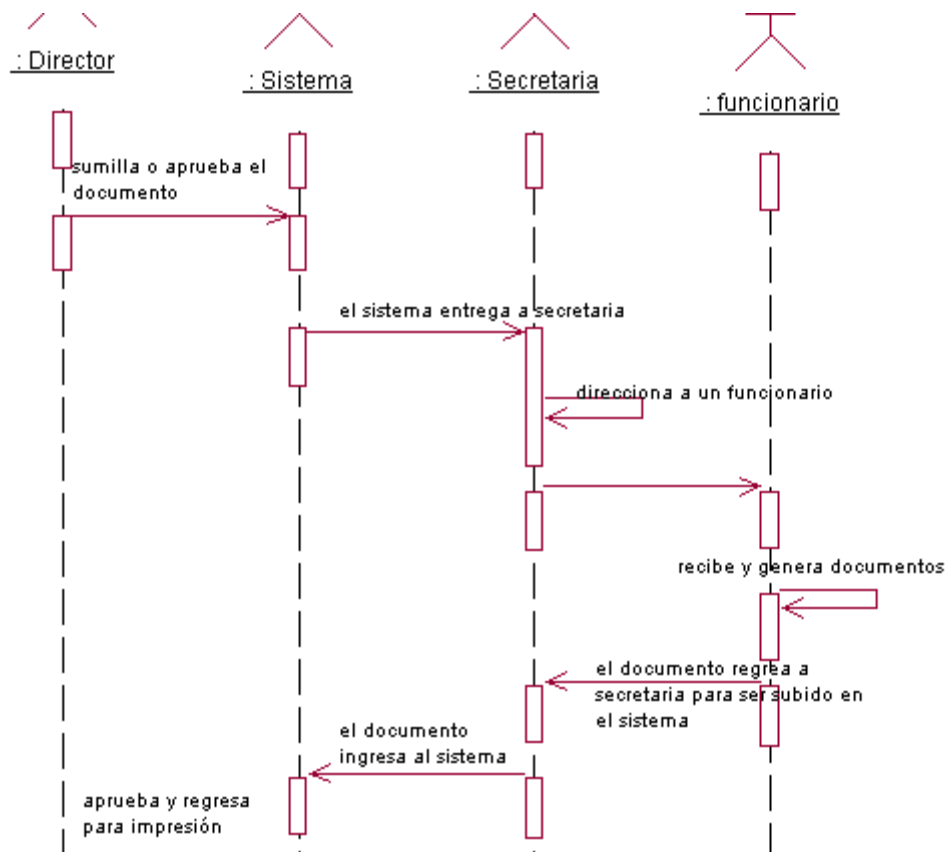 : Director
: Sistema
: Secretaria
: funcionario
sumilla o aprueba el
documento
el sistema entrega a secretaria
direcciona a un funcionario
recibe y genera documentos
el documento regrea a
secretaria para ser subido en
el sistema
el documento
ingresa al sistema
aprueba y regresa
para impresión